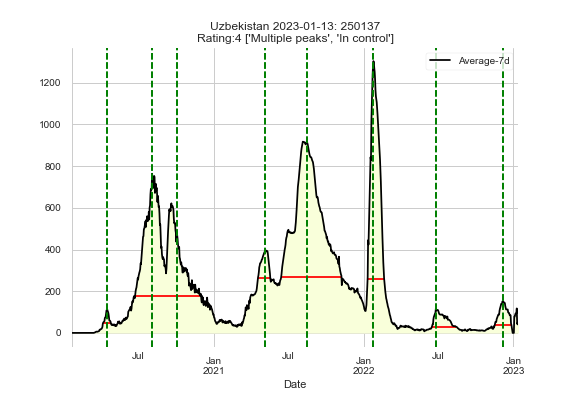 Uzbekistan 2023-01-13: 250137
Rating:4 ['Multiple peaks', 'In control']
Average-7d
1200
1000
800
600
400
200
0
Jul
Jan
2021
Jul
Jan
2022
Jul
Jan
2023
Date